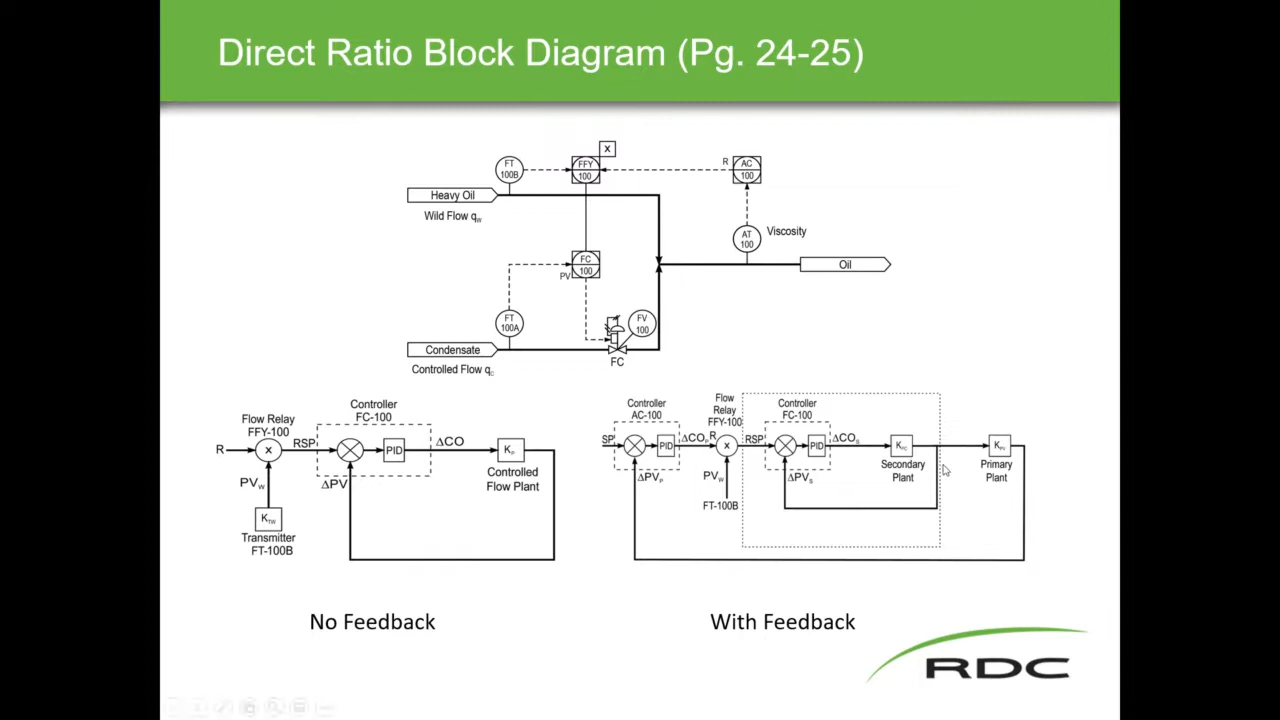 Direct Ratio Block Diagram (Pg. 24-25)
X
FT
100B
FFY
100
R
AC
100
Heavy Oil
Wild Flow qW
AT
100
Viscosity
FC
100
PV
Oil
FT
100A
FV
100
Condensate
FC
Controlled Flow qC
Controller
FC-100
Flow Relay
FFY-100
R
X
RSP
PID
ΔCO
KP
PVW
ΔPV
Controlled
Flow Plant
KTW
Transmitter
FT-100B
No Feedback
Controller
AC-100
Flow
Relay
FFY-100
Controller
FC-100
SP
PID
ΔCOP
R
X
RSP
PID
ΔCOS
Secondary
Plant
Primary
Plant
ΔPVP
PVW
FT-100B
ΔPVS
With Feedback
RDC